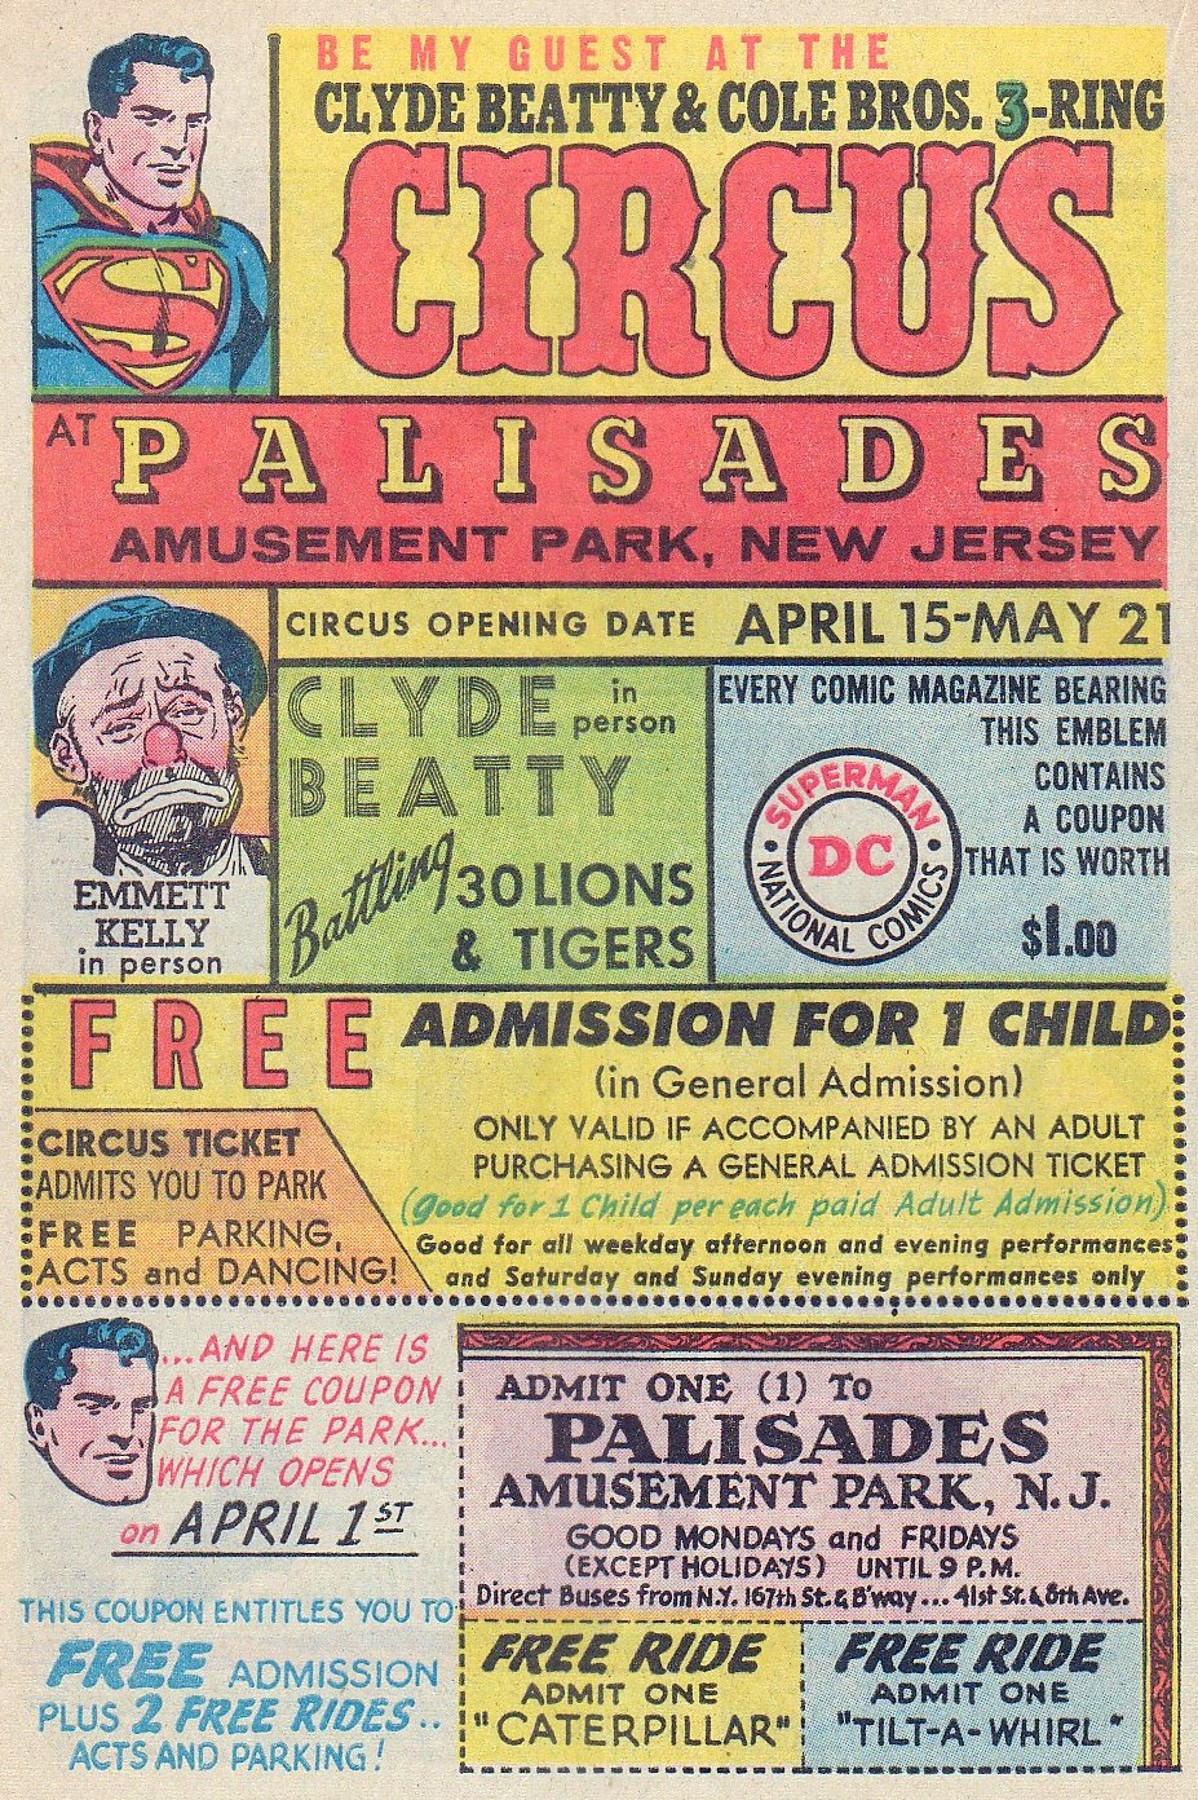 BE MY GUEST AT THE
CLYDE BEATTY & COLE BROS. 3-RING
CIRCUS
AT PALISADES
AMUSEMENT PARK, NEW JERSEY
CIRCUS OPENING DATE APRIL 15-MAY 21
EMMETT
KELLY
in person
CLYDE in person
BEATTY
Battling 30 LIONS
& TIGERS
EVERY COMIC MAGAZINE BEARING
THIS EMBLEM
CONTAINS
A COUPON
THAT IS WORTH
$1.00
SUPERMAN
DC
NATIONAL COMICS
FREE ADMISSION FOR 1 CHILD
(in General Admission)
ONLY VALID IF ACCOMPANIED BY AN ADULT
PURCHASING A GENERAL ADMISSION TICKET
(Good for 1 Child per each paid Adult Admission)
Good for all weekday afternoon and evening performances
and Saturday and Sunday evening performances only
CIRCUS TICKET
ADMITS YOU TO PARK
FREE PARKING,
ACTS and DANCING!
...AND HERE IS
A FREE COUPON
FOR THE PARK...
WHICH OPENS
on APRIL 1ST
THIS COUPON ENTITLES YOU TO
FREE ADMISSION
PLUS 2 FREE RIDES..
ACTS AND PARKING!
ADMIT ONE (1) TO
PALISADES
AMUSEMENT PARK, N.J.
GOOD MONDAYS and FRIDAYS
(EXCEPT HOLIDAYS) UNTIL 9 P.M.
Direct Buses from N.Y. 167th St. & B'way... 41st St. & 8th Ave.
FREE RIDE
ADMIT ONE
"CATERPILLAR"
FREE RIDE
ADMIT ONE
"TILT-A-WHIRL"